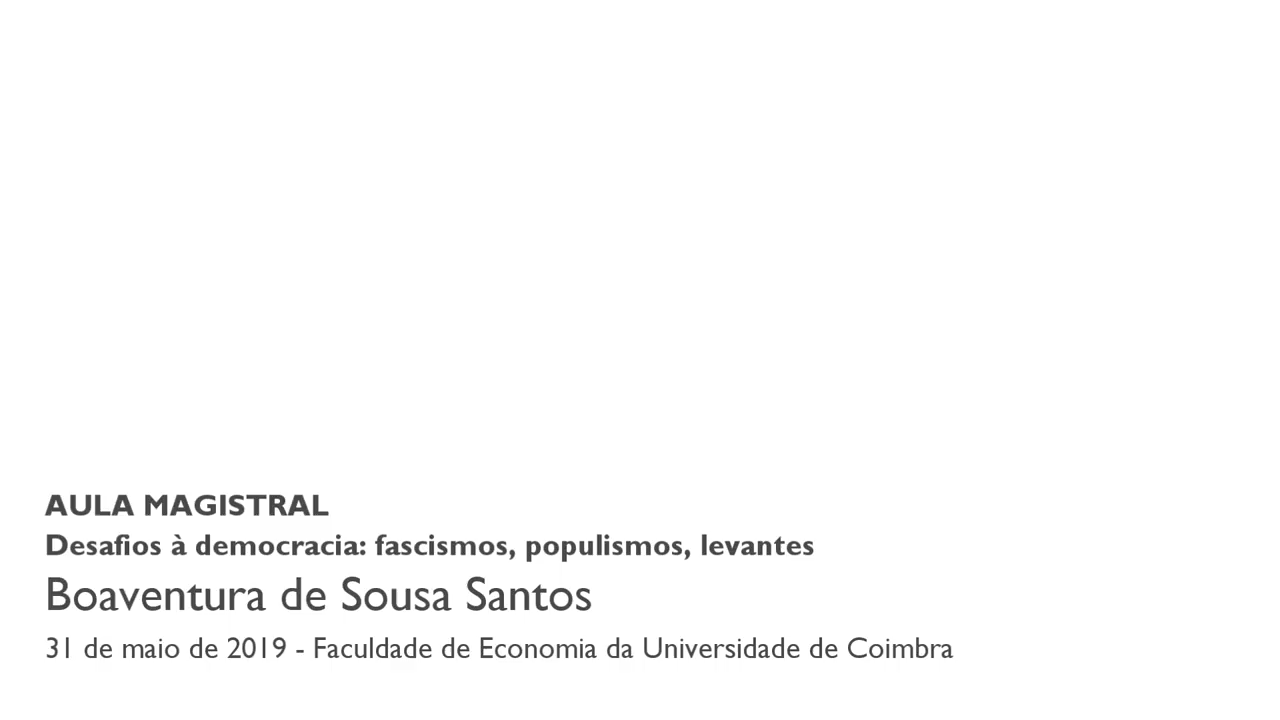 AULA MAGISTRAL
Desafios à democracia: fascismos, populismos, levantes
Boaventura de Sousa Santos
31 de maio de 2019 - Faculdade de Economia da Universidade de Coimbra